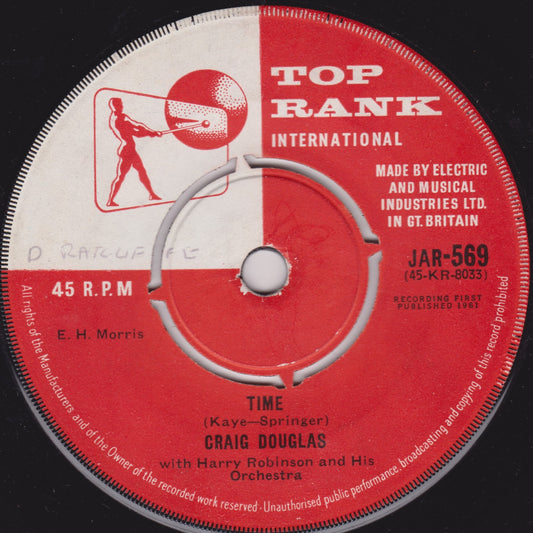 TOP
RANK
INTERNATIONAL
MADE BY ELECTRIC
AND MUSICAL
INDUSTRIES LTD.
IN GT. BRITAIN
D RATCLIFFE
JAR-569
(45-KR-8033)
45 R.P.M
RECORDING FIRST
PUBLISHED 1961
E. H. Morris
TIME
(Kaye—Springer)
CRAIG DOUGLAS
with Harry Robinson and His
Orchestra
All rights of the Manufacturers and of the Owner of the recorded work reserved · Unauthorised public performance, broadcasting and copying of this record prohibited